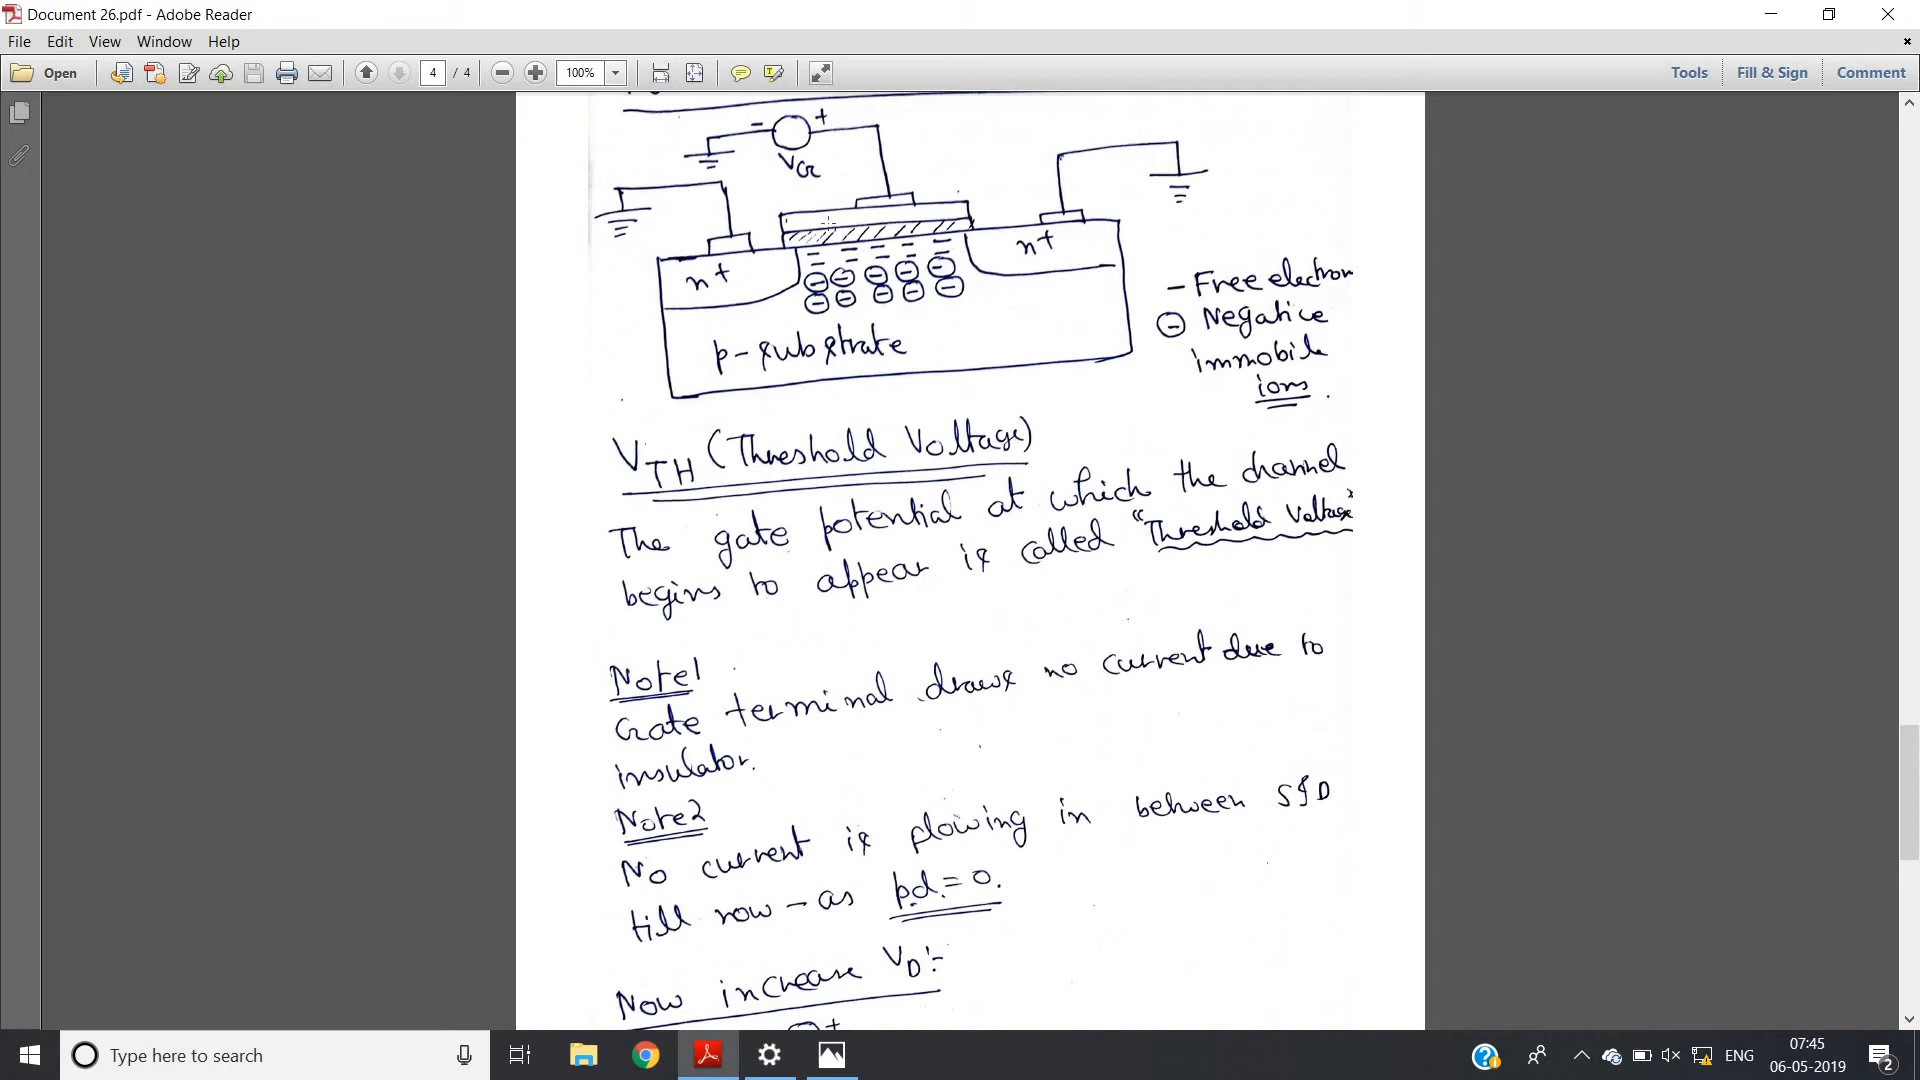 Document 26.pdf - Adobe Reader
File Edit View Window Help
Open 4 / 4 100% Tools Fill & Sign Comment
- +
VG
n+
n+
p-substrate
- Free electron
⊖ Negative
immobile
ions.
VTH (Threshold Voltage)
The gate potential at which the channel
begins to appear is called "Threshold Voltage"
Note1
Gate terminal draws no current due to
insulator.
Note2
No current is flowing in between S & D
till now - as p.d. = 0.
Now increase VD :-
+
Type here to search
ENG
07:45
06-05-2019
2